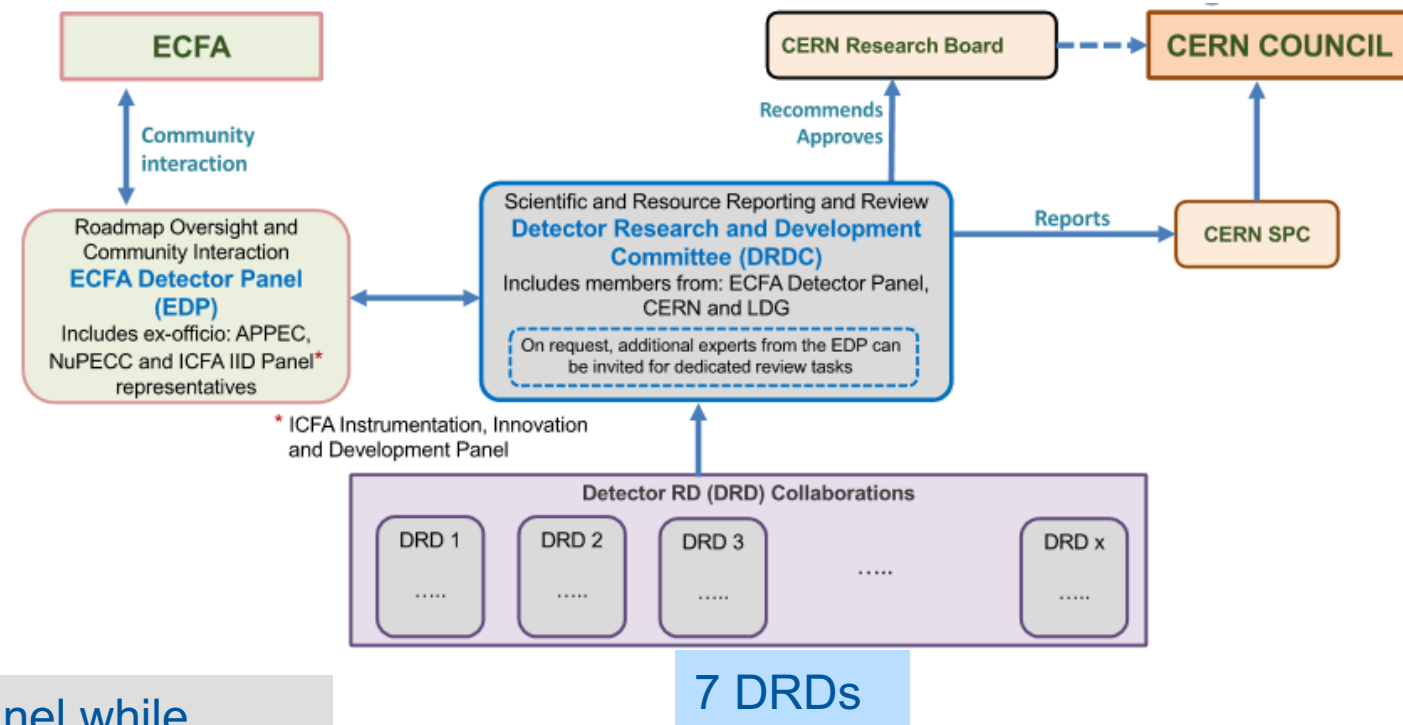 ECFA
CERN Research Board
CERN COUNCIL
Community
interaction
Recommends
Approves
Roadmap Oversight and
Community Interaction
ECFA Detector Panel
(EDP)
Includes ex-officio: APPEC,
NuPECC and ICFA IID Panel*
representatives
Scientific and Resource Reporting and Review
Detector Research and Development
Committee (DRDC)
Includes members from: ECFA Detector Panel,
CERN and LDG
On request, additional experts from the EDP can
be invited for dedicated review tasks
Reports
CERN SPC
* ICFA Instrumentation, Innovation
and Development Panel
Detector RD (DRD) Collaborations
DRD 1
.....
DRD 2
.....
DRD 3
.....
.....
DRD x
.....
7 DRDs
nel while